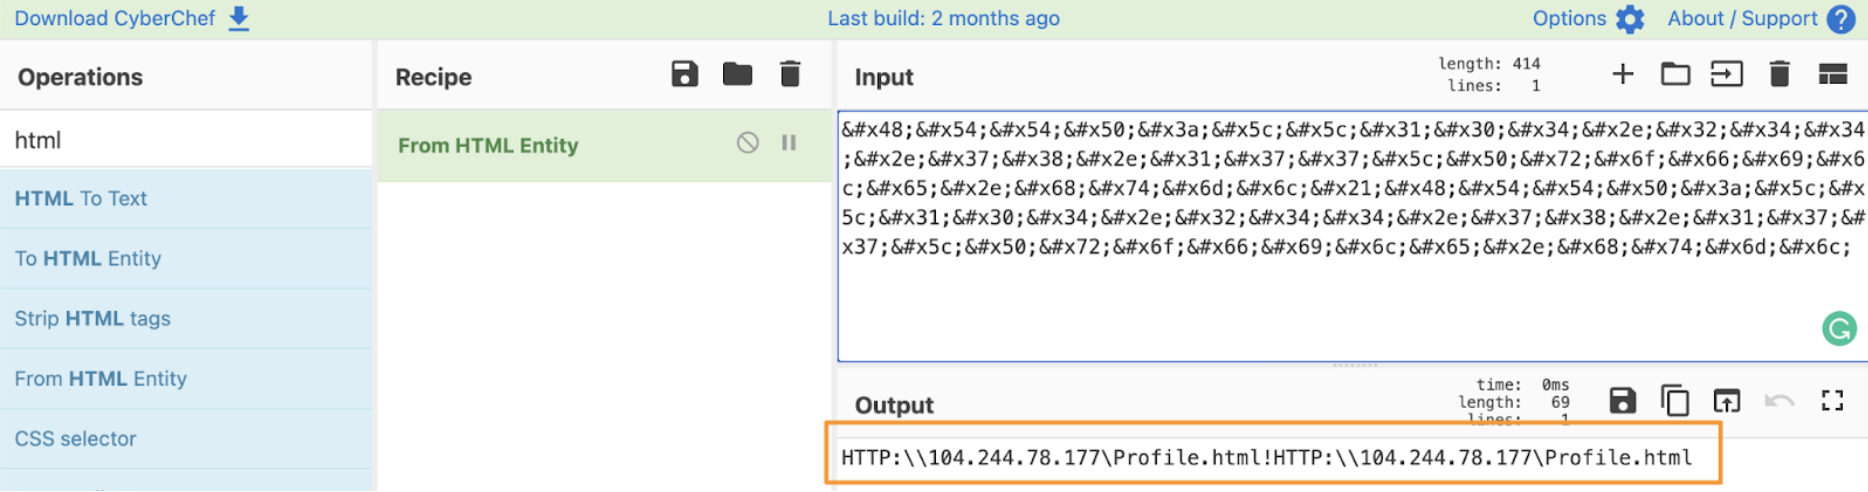 Download CyberChef
Last build: 2 months ago
Options
About / Support
Operations
Recipe
Input
length: 414
lines: 1
html
From HTML Entity
&#x48;&#x54;&#x54;&#x50;&#x3a;&#x5c;&#x5c;&#x31;&#x30;&#x34;&#x2e;&#x32;&#x34;&#x34
;&#x2e;&#x37;&#x38;&#x2e;&#x31;&#x37;&#x37;&#x5c;&#x50;&#x72;&#x6f;&#x66;&#x69;&#x6
c;&#x65;&#x2e;&#x68;&#x74;&#x6d;&#x6c;&#x21;&#x48;&#x54;&#x54;&#x50;&#x3a;&#x5c;&#x
5c;&#x31;&#x30;&#x34;&#x2e;&#x32;&#x34;&#x34;&#x2e;&#x37;&#x38;&#x2e;&#x31;&#x37;&#
x37;&#x5c;&#x50;&#x72;&#x6f;&#x66;&#x69;&#x6c;&#x65;&#x2e;&#x68;&#x74;&#x6d;&#x6c;
HTML To Text
To HTML Entity
Strip HTML tags
From HTML Entity
CSS selector
Output
time: 0ms
length: 69
lines: 1
HTTP:\\104.244.78.177\Profile.html!HTTP:\\104.244.78.177\Profile.html